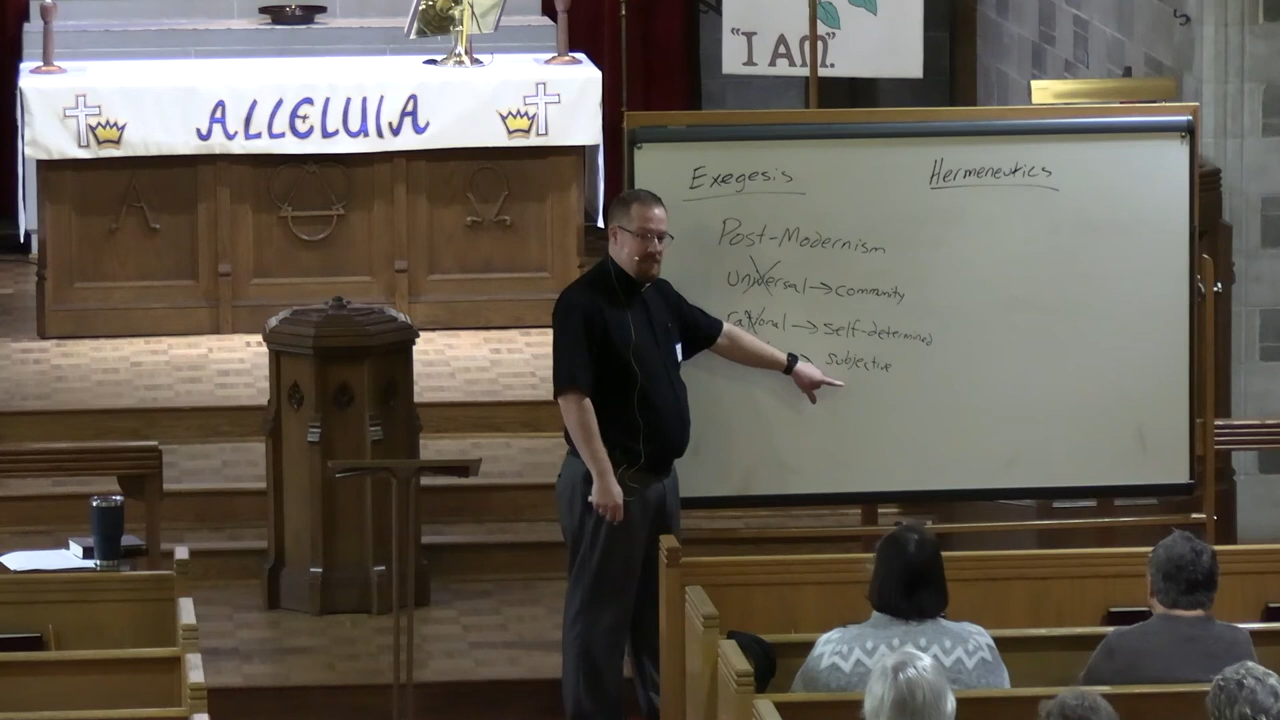 "I AM".
ALLELUIA
A Ω
Exegesis
Hermeneutics
Post-Modernism
universal → community
rational → self-determined
subjective